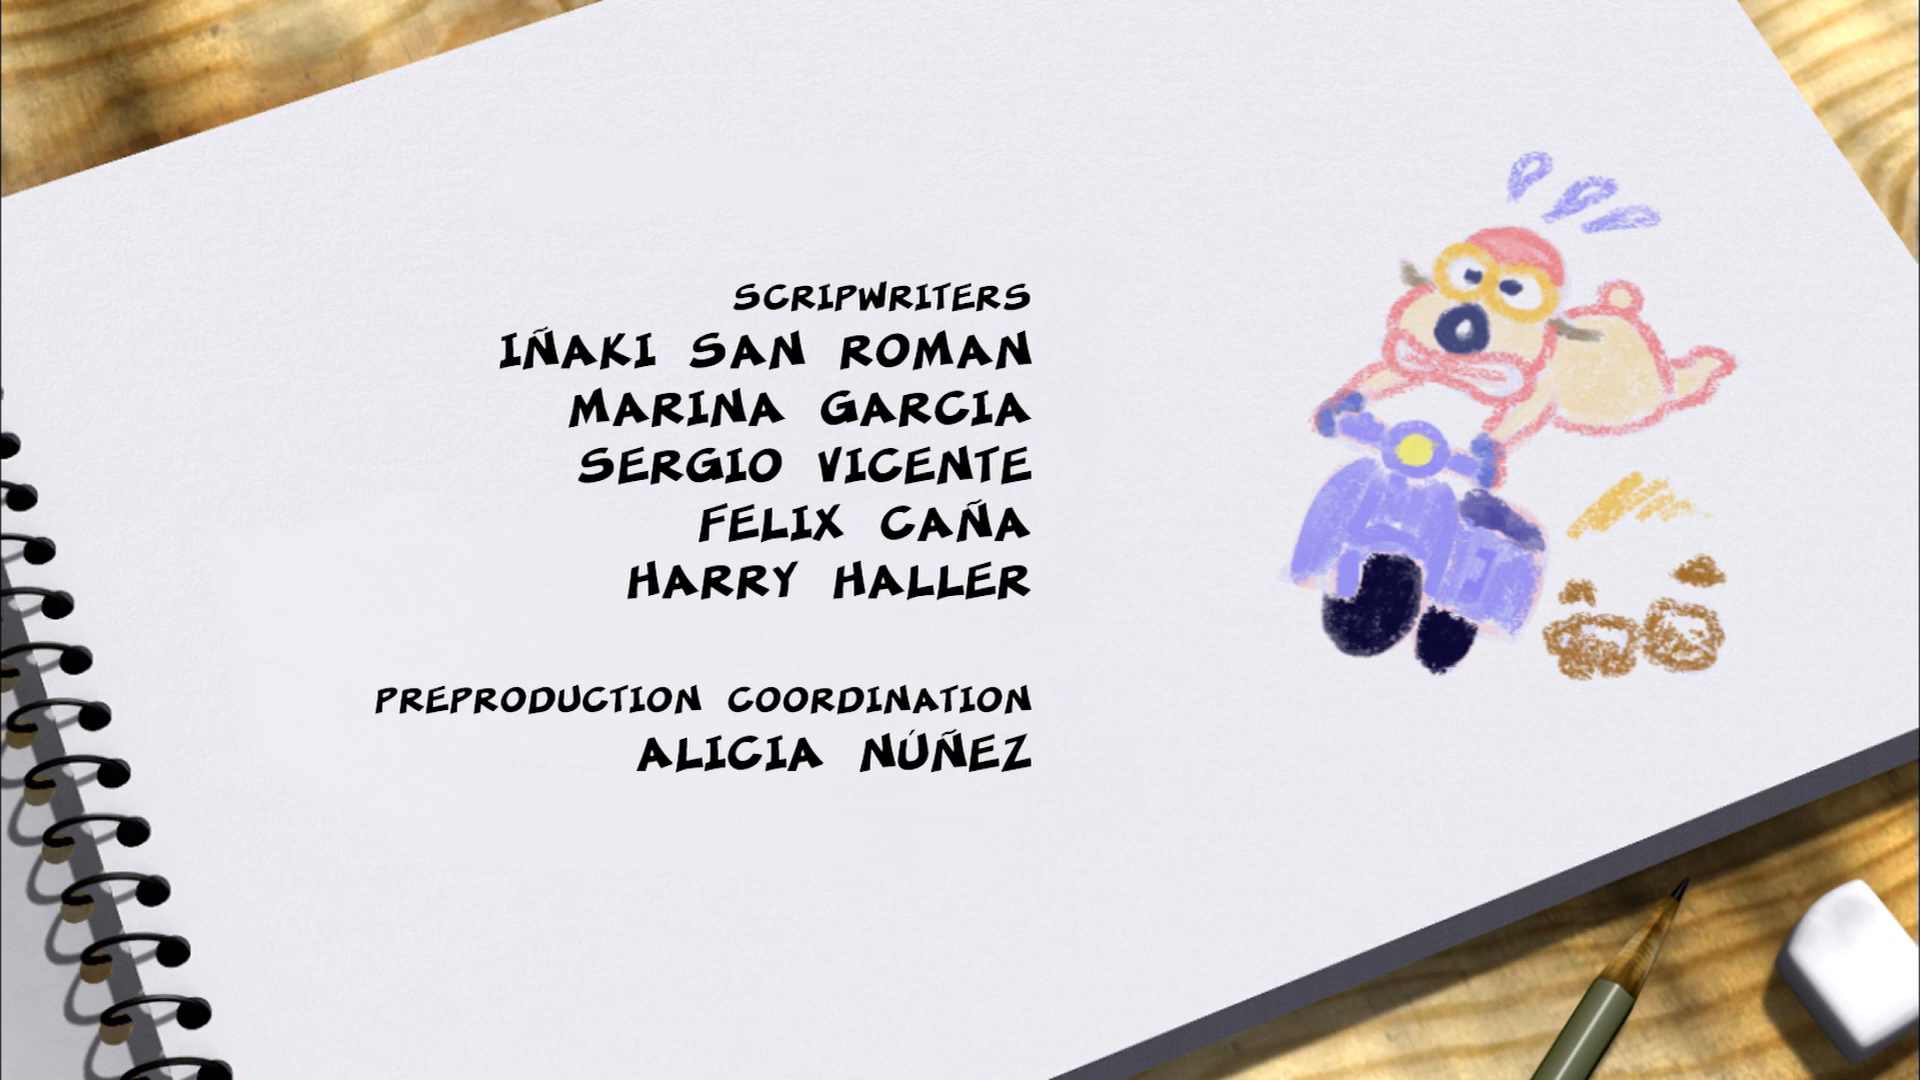 SCRIPWRITERS
IÑAKI SAN ROMAN
MARINA GARCIA
SERGIO VICENTE
FELIX CAÑA
HARRY HALLER
PREPRODUCTION COORDINATION
ALICIA NÚÑEZ